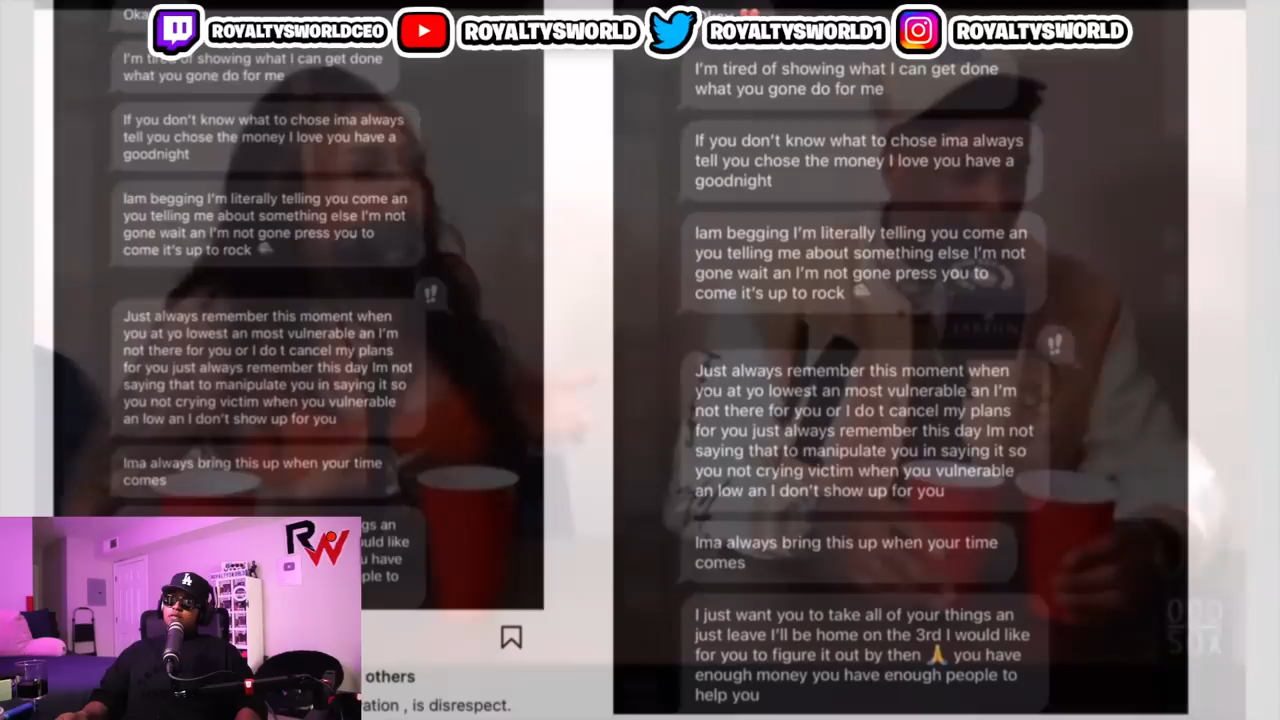 ROYALTYSWORLDCEO
ROYALTYSWORLD
ROYALTYSWORLD1
ROYALTYSWORLD
Oka
I'm tired of showing what I can get done
what you gone do for me
If you don't know what to chose ima always
tell you chose the money I love you have a
goodnight
Iam begging I'm literally telling you come an
you telling me about something else I'm not
gone wait an I'm not gone press you to
come it's up to rock 🪨
Just always remember this moment when
you at yo lowest an most vulnerable an I'm
not there for you or I do t cancel my plans
for you just always remember this day Im not
saying that to manipulate you in saying it so
you not crying victim when you vulnerable
an low an I don't show up for you
Ima always bring this up when your time
comes
gs an
uld like
u have
ple to
others
ation , is disrespect.
I'm tired of showing what I can get done
what you gone do for me
If you don't know what to chose ima always
tell you chose the money I love you have a
goodnight
Iam begging I'm literally telling you come an
you telling me about something else I'm not
gone wait an I'm not gone press you to
come it's up to rock 🪨
Just always remember this moment when
you at yo lowest an most vulnerable an I'm
not there for you or I do t cancel my plans
for you just always remember this day Im not
saying that to manipulate you in saying it so
you not crying victim when you vulnerable
an low an I don't show up for you
Ima always bring this up when your time
comes
I just want you to take all of your things an
just leave I'll be home on the 3rd I would like
for you to figure it out by then 🙏 you have
enough money you have enough people to
help you
RW
LA